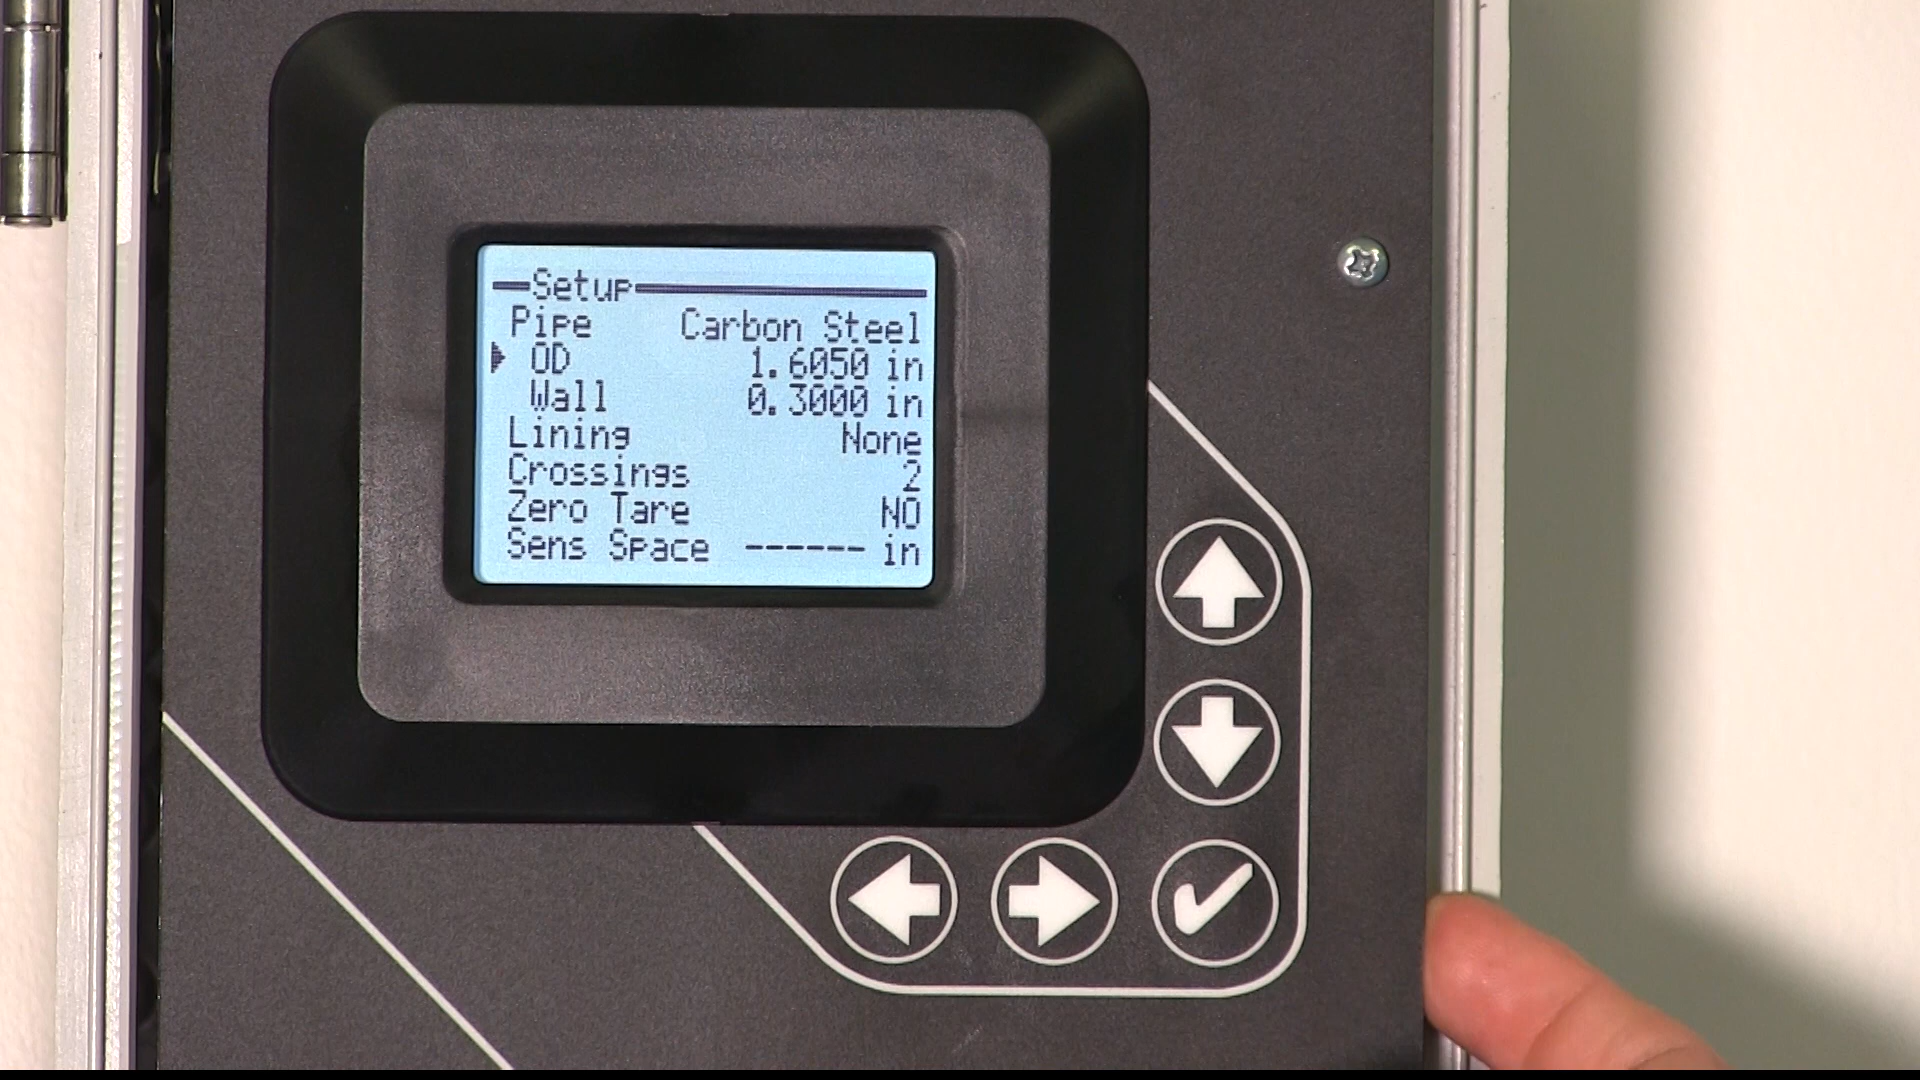 Setup
Pipe Carbon Steel
OD 1.6050 in
Wall 0.3000 in
Lining None
Crossings 2
Zero Tare NO
Sens Space ------ in